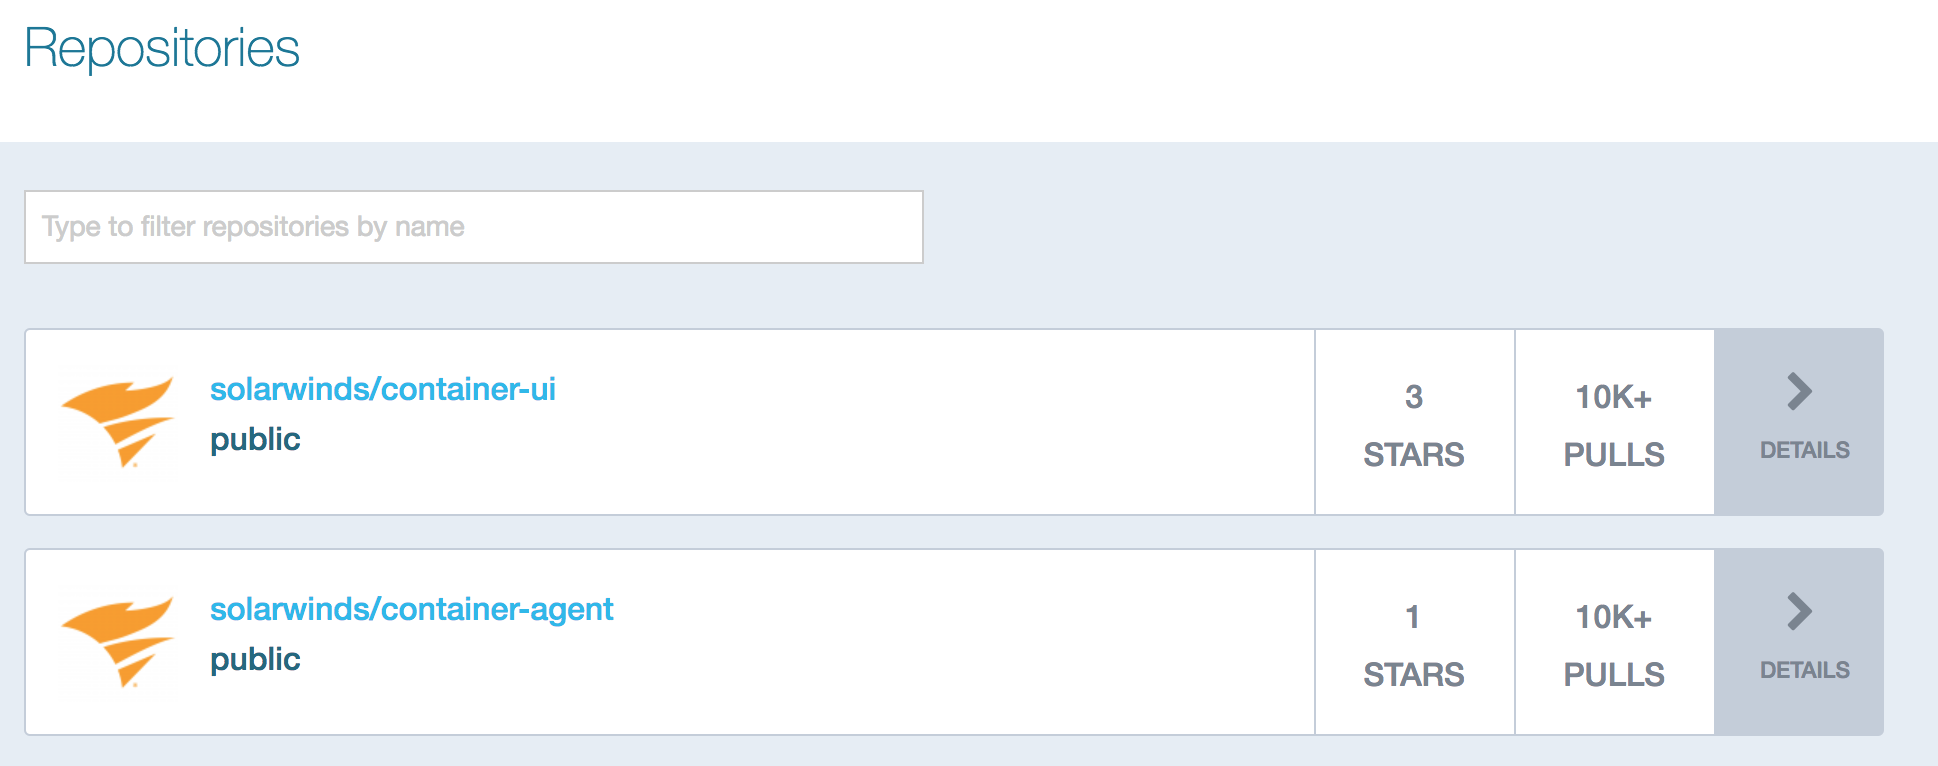 Repositories
Type to filter repositories by name
solarwinds/container-ui
public
3
STARS
10K+
PULLS
DETAILS
solarwinds/container-agent
public
1
STARS
10K+
PULLS
DETAILS